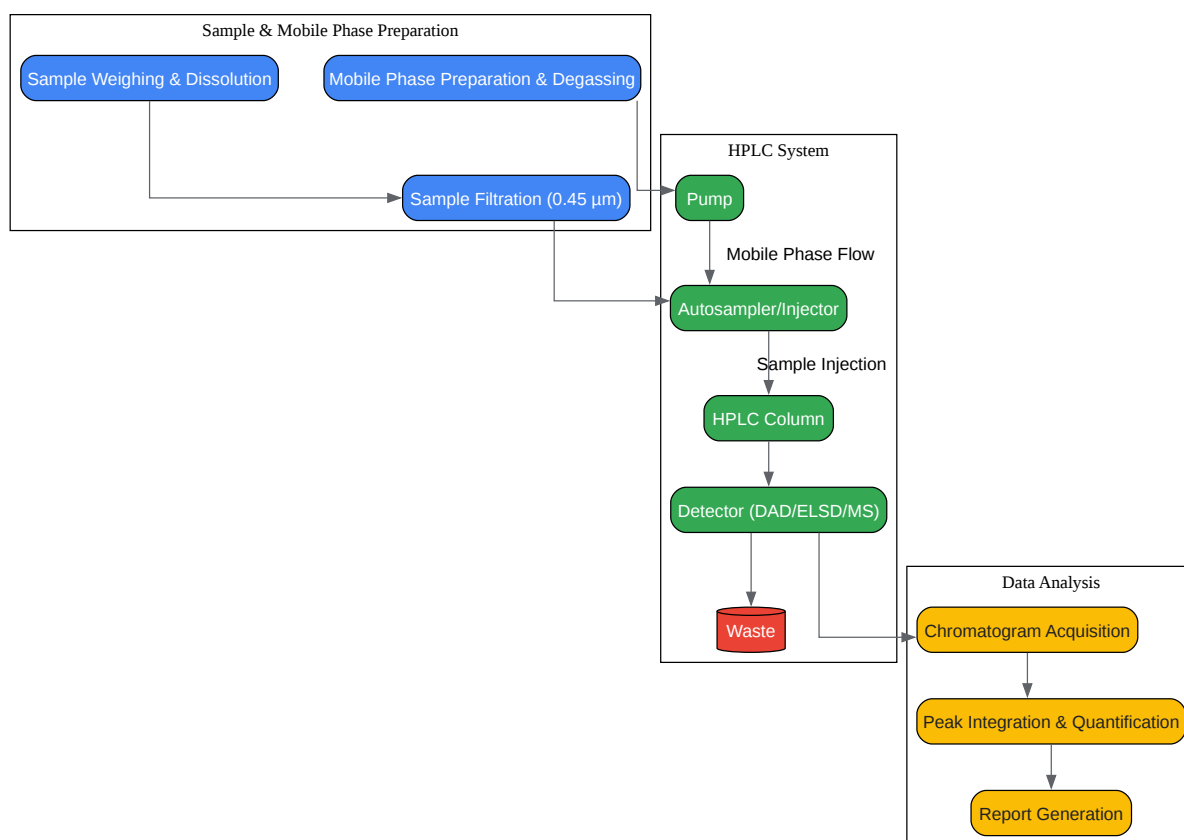 Sample & Mobile Phase Preparation
Sample Weighing & Dissolution
Mobile Phase Preparation & Degassing
Sample Filtration (0.45 µm)
HPLC System
Pump
Mobile Phase Flow
Autosampler/Injector
Sample Injection
HPLC Column
Detector (DAD/ELSD/MS)
Waste
Data Analysis
Chromatogram Acquisition
Peak Integration & Quantification
Report Generation